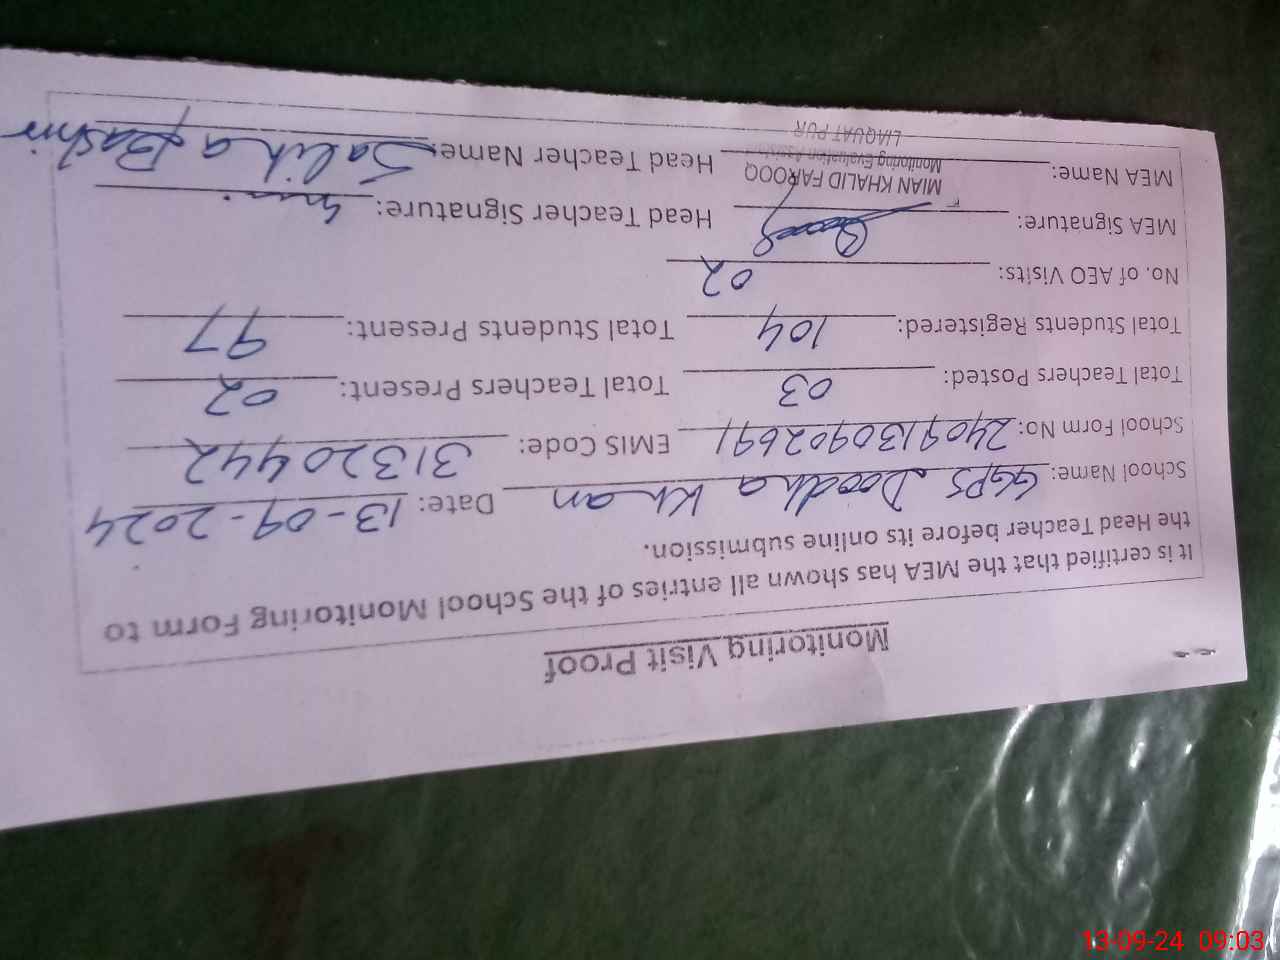 Monitoring Visit Proof
It is certified that the MEA has shown all entries of the School Monitoring Form to
the Head Teacher before its online submission.
School Name: GGPS Doodha Khan Date: 13-09-2024
School Form No: 2409130902691 EMIS Code: 31320442
Total Teachers Posted: 03 Total Teachers Present: 02
Total Students Registered: 104 Total Students Present: 97
No. of AEO Visits: 02
MEA Signature: Head Teacher Signature:
MEA Name: MIAN KHALID FAROOQ Head Teacher Name: Saliha Bashir
Monitoring Evaluation Assistant
LIAQUAT PUR
13-09-24 09:03